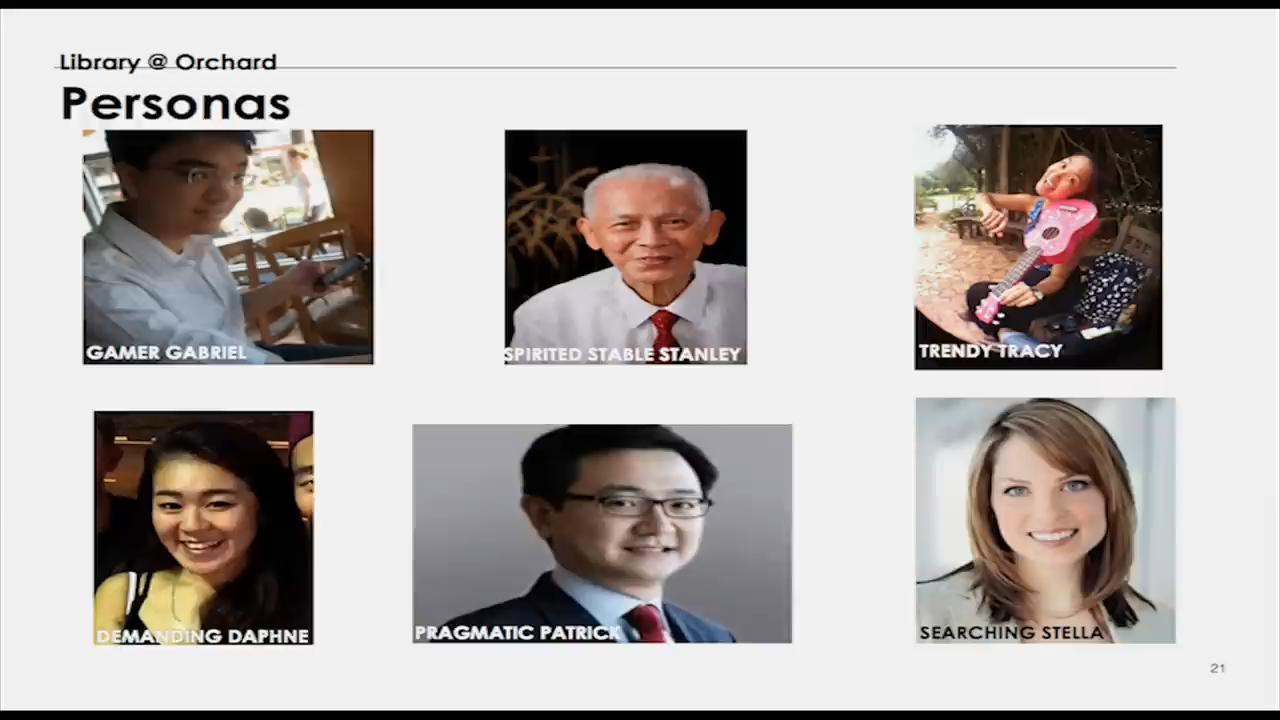 Library @ Orchard
Personas
GAMER GABRIEL
SPIRITED STABLE STANLEY
TRENDY TRACY
DEMANDING DAPHNE
PRAGMATIC PATRICK
SEARCHING STELLA
21